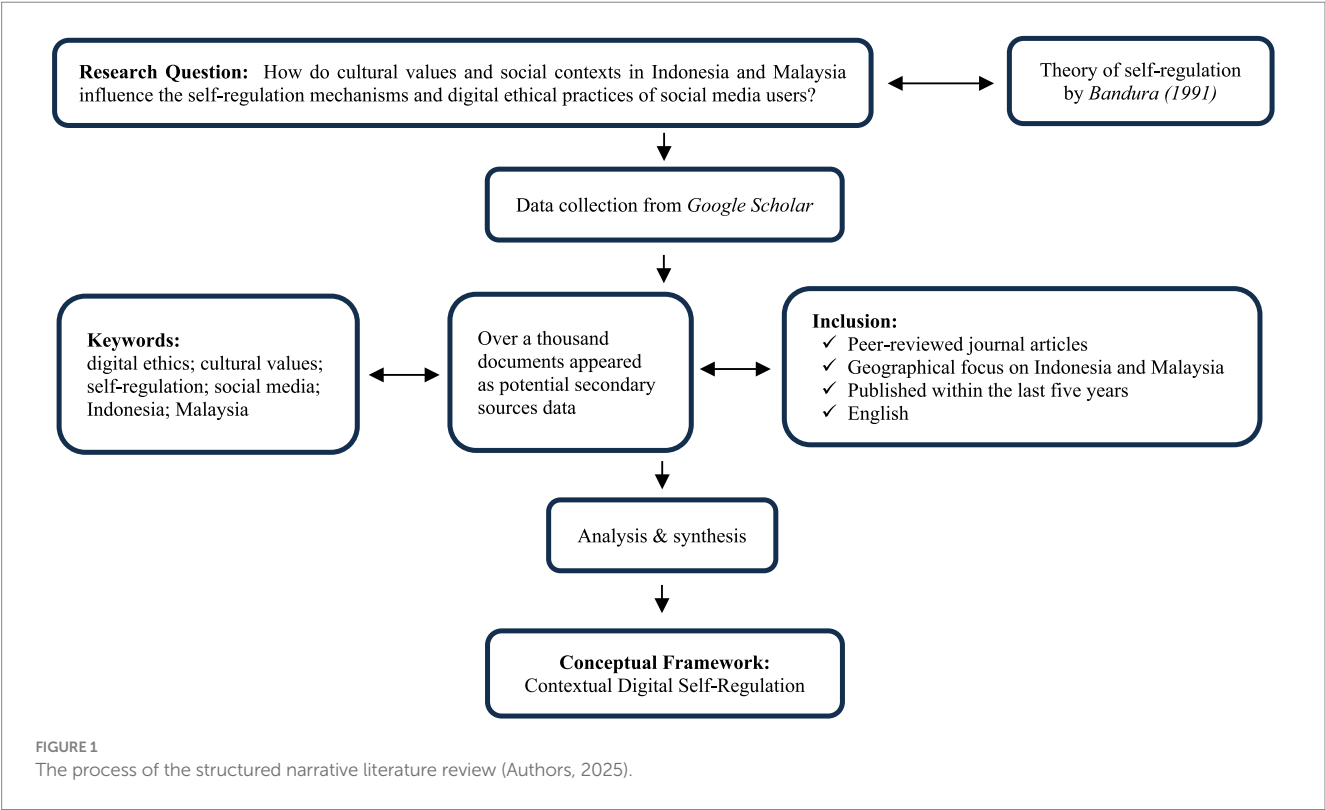 Research Question: How do cultural values and social contexts in Indonesia and Malaysia
influence the self-regulation mechanisms and digital ethical practices of social media users?
Theory of self-regulation
by Bandura (1991)
Data collection from Google Scholar
Keywords:
digital ethics; cultural values;
self-regulation; social media;
Indonesia; Malaysia
Over a thousand
documents appeared
as potential secondary
sources data
Inclusion:
✓ Peer-reviewed journal articles
✓ Geographical focus on Indonesia and Malaysia
✓ Published within the last five years
✓ English
Analysis & synthesis
Conceptual Framework:
Contextual Digital Self-Regulation
FIGURE 1
The process of the structured narrative literature review (Authors, 2025).